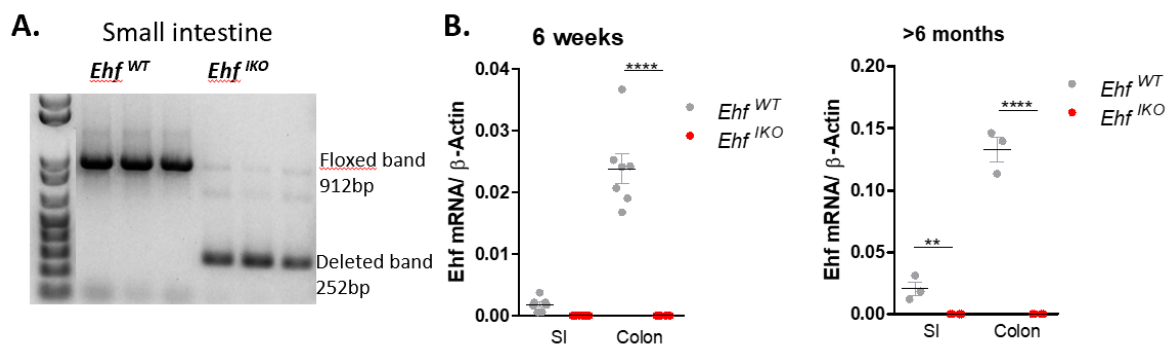 A.
Small intestine
Ehf WT
Ehf IKO
Floxed band
912bp
Deleted band
252bp
B.
6 weeks
Ehf mRNA/ β-Actin
0.04
0.03
0.02
0.01
0.00
SI
Colon
****
Ehf WT
Ehf IKO
>6 months
Ehf mRNA/ β-Actin
0.20
0.15
0.10
0.05
0.00
SI
Colon
**
****
Ehf WT
Ehf IKO